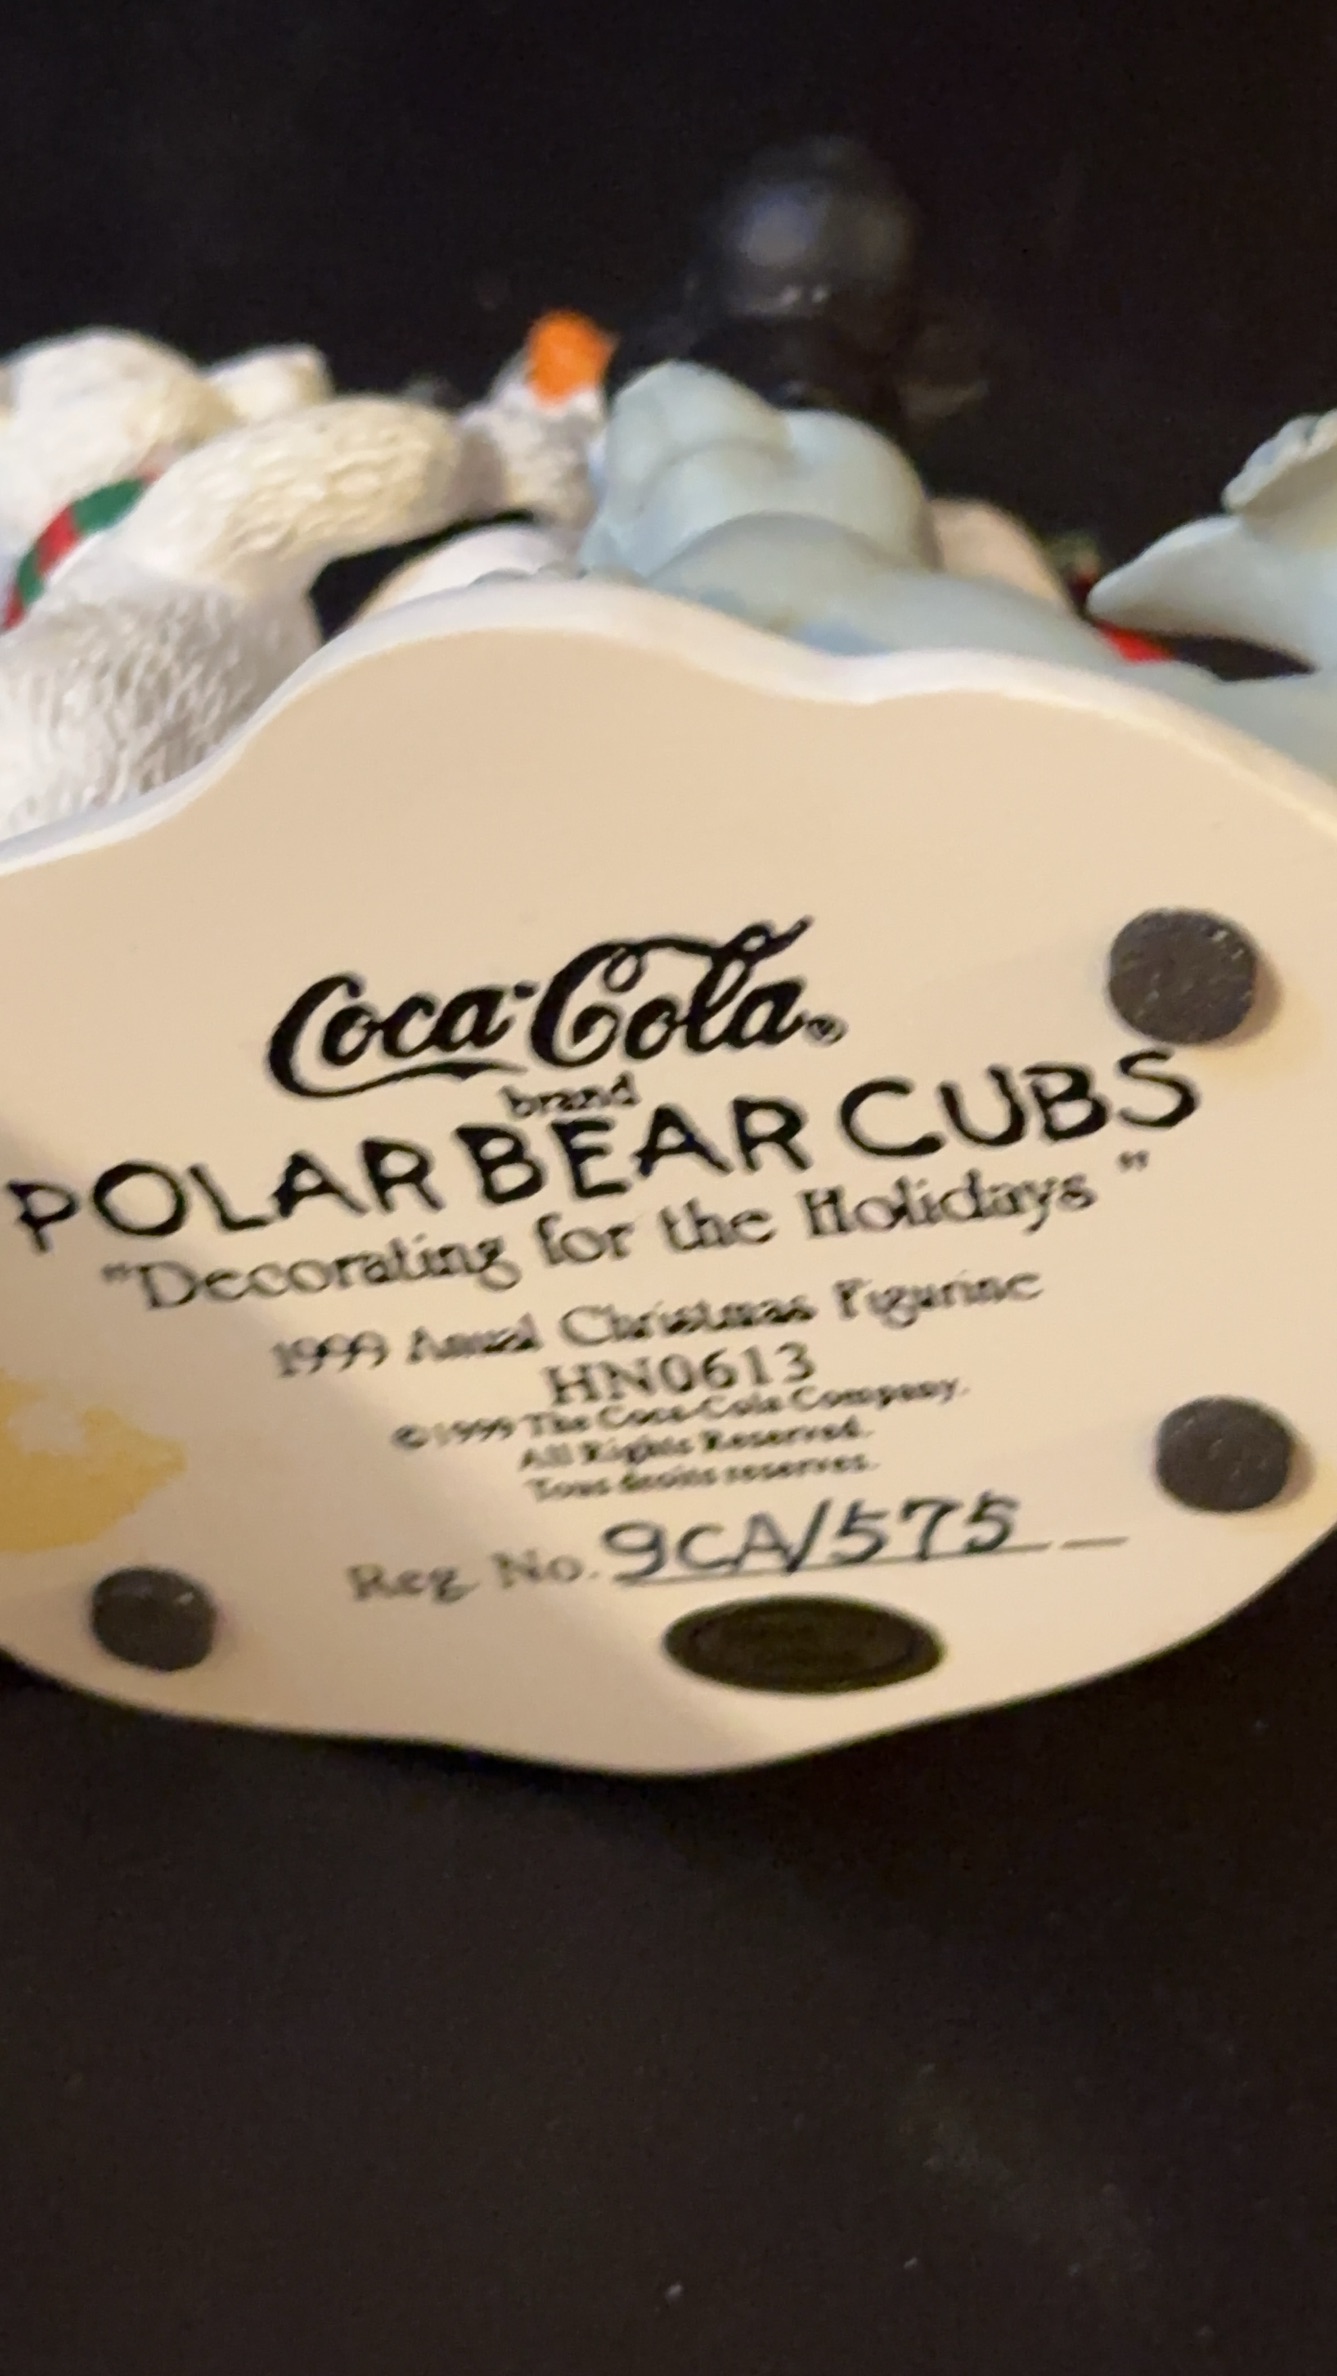 Coca-Cola®
brand
POLAR BEAR CUBS
"Decorating for the Holidays"
1999 Annual Christmas Figurine
HN0613
©1999 The Coca-Cola Company.
All Rights Reserved.
Tous droits reserves.
Reg. No. 9CA/575